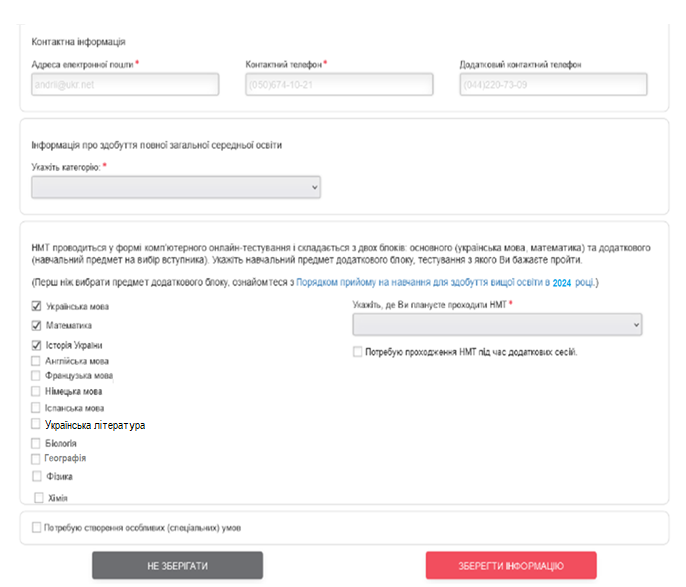 Контактна інформація
Адреса електронної пошти *
Контактний телефон *
Додатковий контактний телефон
andrii@ukr.net
(050)674-10-21
(044)220-73-09
Інформація про здобуття повної загальної середньої освіти
Укажіть категорію: *
НМТ проводиться у формі комп'ютерного онлайн-тестування і складається з двох блоків: основного (українська мова, математика) та додаткового
(навчальний предмет на вибір вступника). Укажіть навчальний предмет додаткового блоку, тестування з якого Ви бажаєте пройти.
(Перш ніж вибрати предмет додаткового блоку, ознайомтеся з Порядком прийому на навчання для здобуття вищої освіти в 2024 році.)
Українська мова
Математика
Історія України
Англійська мова
Французька мова
Німецька мова
Іспанська мова
Українська література
Біологія
Географія
Фізика
Хімія
Укажіть, де Ви плануєте проходити НМТ *
Потребую проходження НМТ під час додаткових сесій.
Потребую створення особливих (спеціальних) умов
НЕ ЗБЕРІГАТИ
ЗБЕРЕГТИ ІНФОРМАЦІЮ